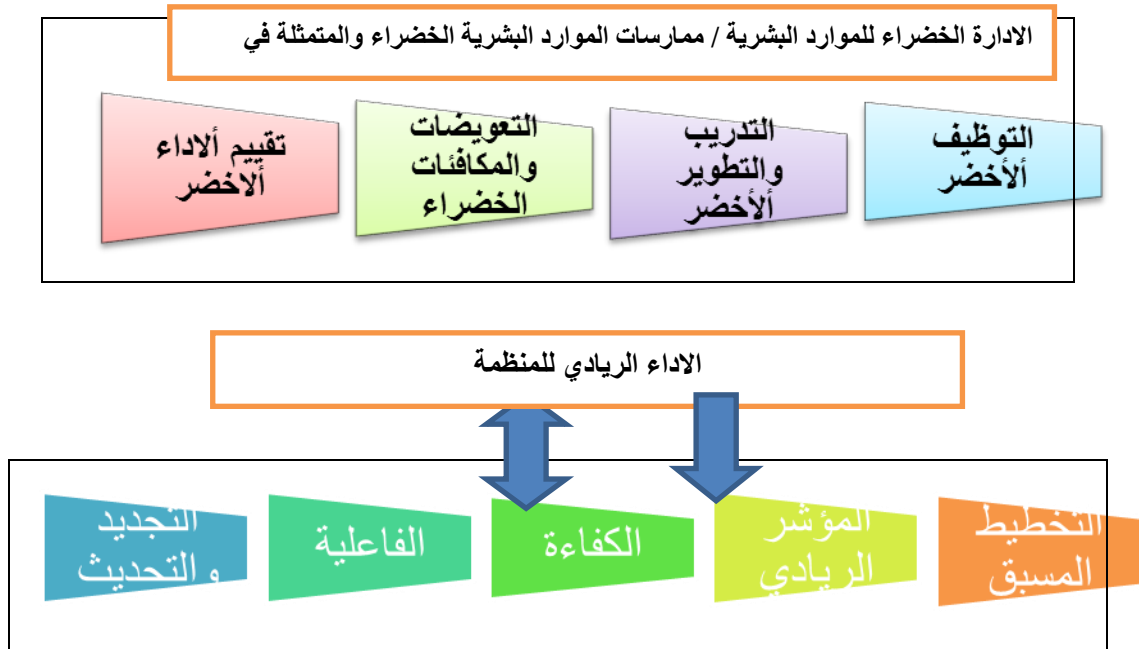 الادارة الخضراء للموارد البشرية / ممارسات الموارد البشرية الخضراء والمتمثلة في
التوظيف
ألأخضر
التدريب
والتطوير
ألأخضر
التعويضات
والمكافئات
الخضراء
تقييم ألاداء
ألاخضر
الاداء الريادي للمنظمة
التخطيط
المسبق
المؤشر
الريادي
الكفاءة
الفاعلية
التجديد
والتحديث